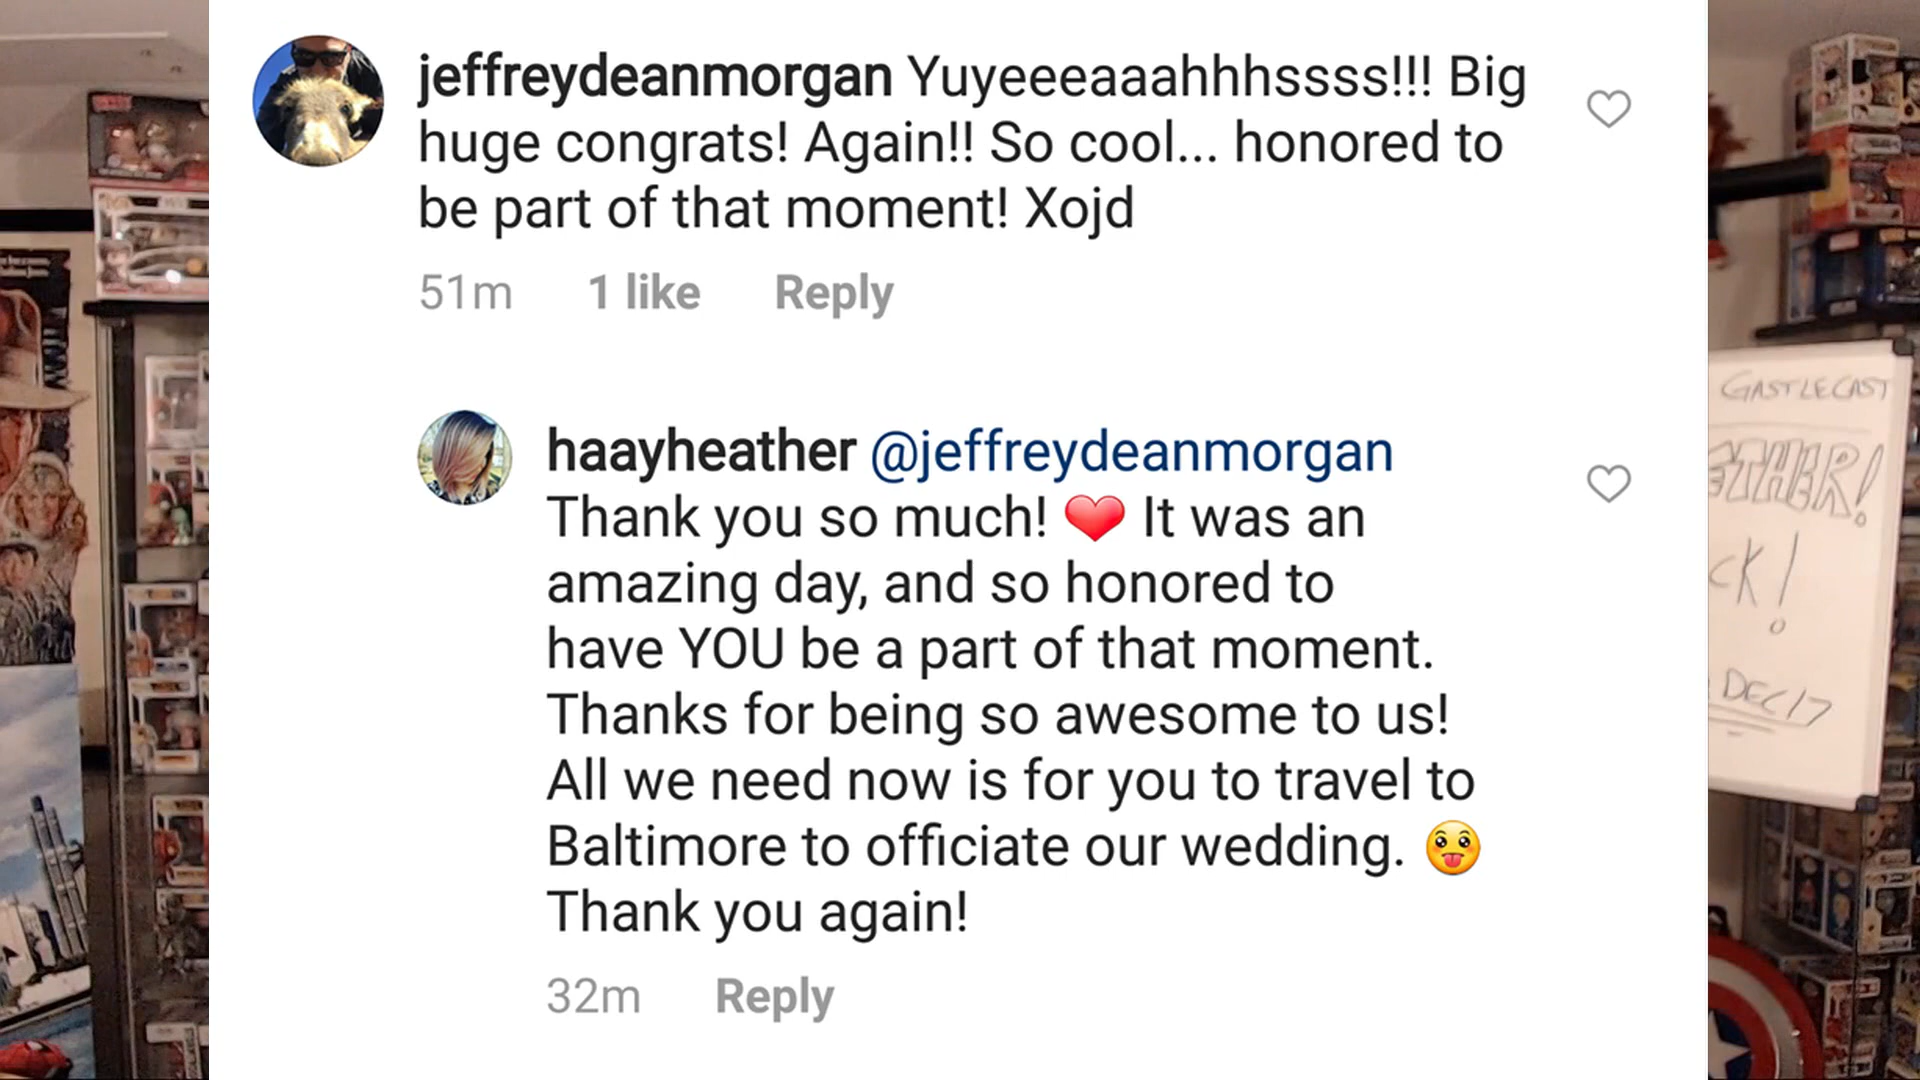 jeffreydeanmorgan Yuyeeeaaahhhssss!!! Big
huge congrats! Again!! So cool... honored to
be part of that moment! Xojd
51m 1 like Reply
haayheather @jeffreydeanmorgan
Thank you so much! ❤️ It was an
amazing day, and so honored to
have YOU be a part of that moment.
Thanks for being so awesome to us!
All we need now is for you to travel to
Baltimore to officiate our wedding. 😛
Thank you again!
32m Reply
GASTLECAST
ETHER!
CK!
DEC 17